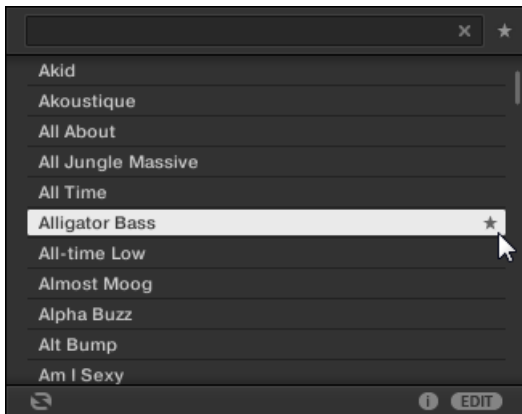 Akid
Akoustique
All About
All Jungle Massive
All Time
Alligator Bass
All-time Low
Almost Moog
Alpha Buzz
Alt Bump
Am I Sexy
i EDIT